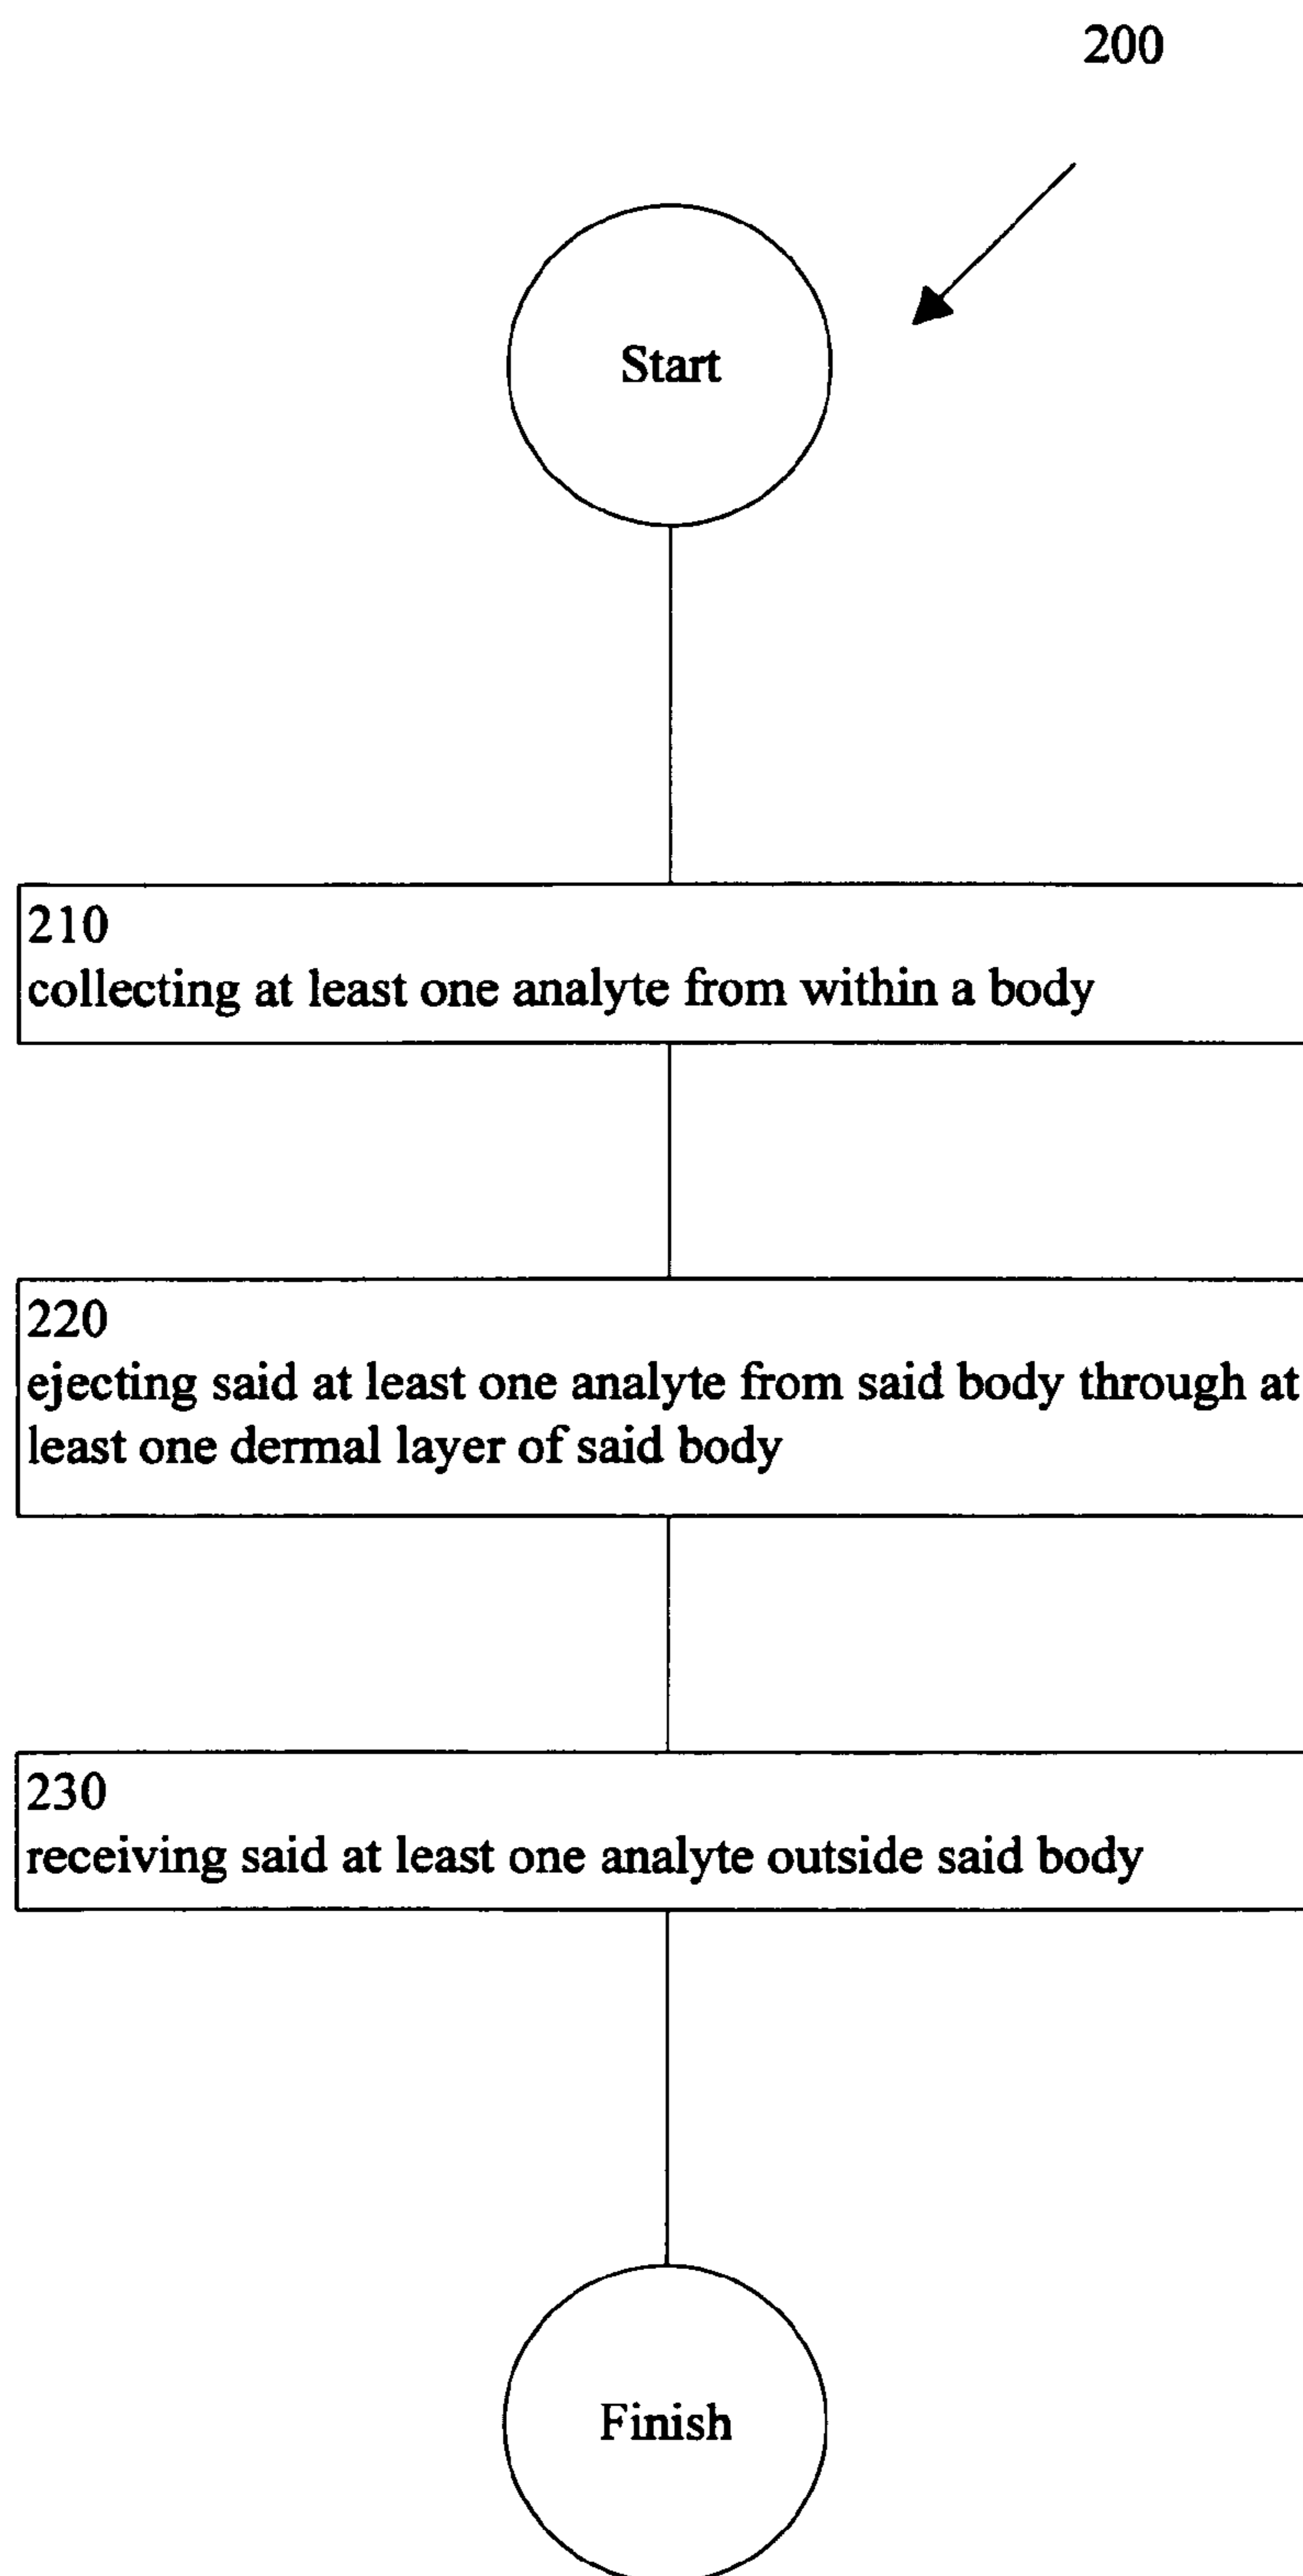 200
Start
210
collecting at least one analyte from within a body
220
ejecting said at least one analyte from said body through at
least one dermal layer of said body
230
receiving said at least one analyte outside said body
Finish